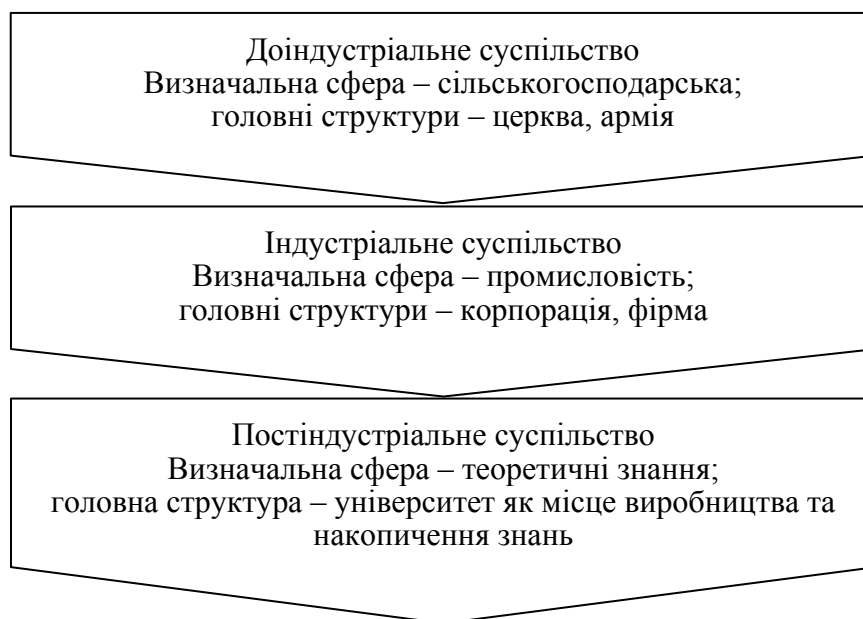 Доіндустріальне суспільство
Визначальна сфера – сільськогосподарська;
головні структури – церква, армія
Індустріальне суспільство
Визначальна сфера – промисловість;
головні структури – корпорація, фірма
Постіндустріальне суспільство
Визначальна сфера – теоретичні знання;
головна структура – університет як місце виробництва та
накопичення знань